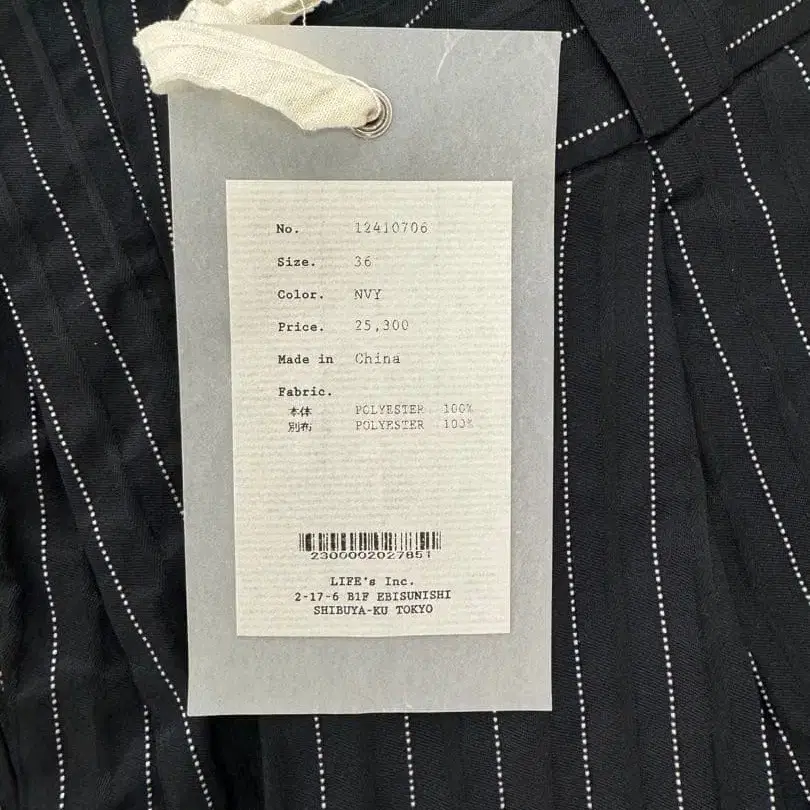 No. 12410706
Size. 36
Color. NVY
Price. 25,300
Made in China
Fabric.
本体 POLYESTER 100%
別布 POLYESTER 100%
2300002027851
LIFE's Inc.
2-17-6 B1F EBISUNISHI
SHIBUYA-KU TOKYO